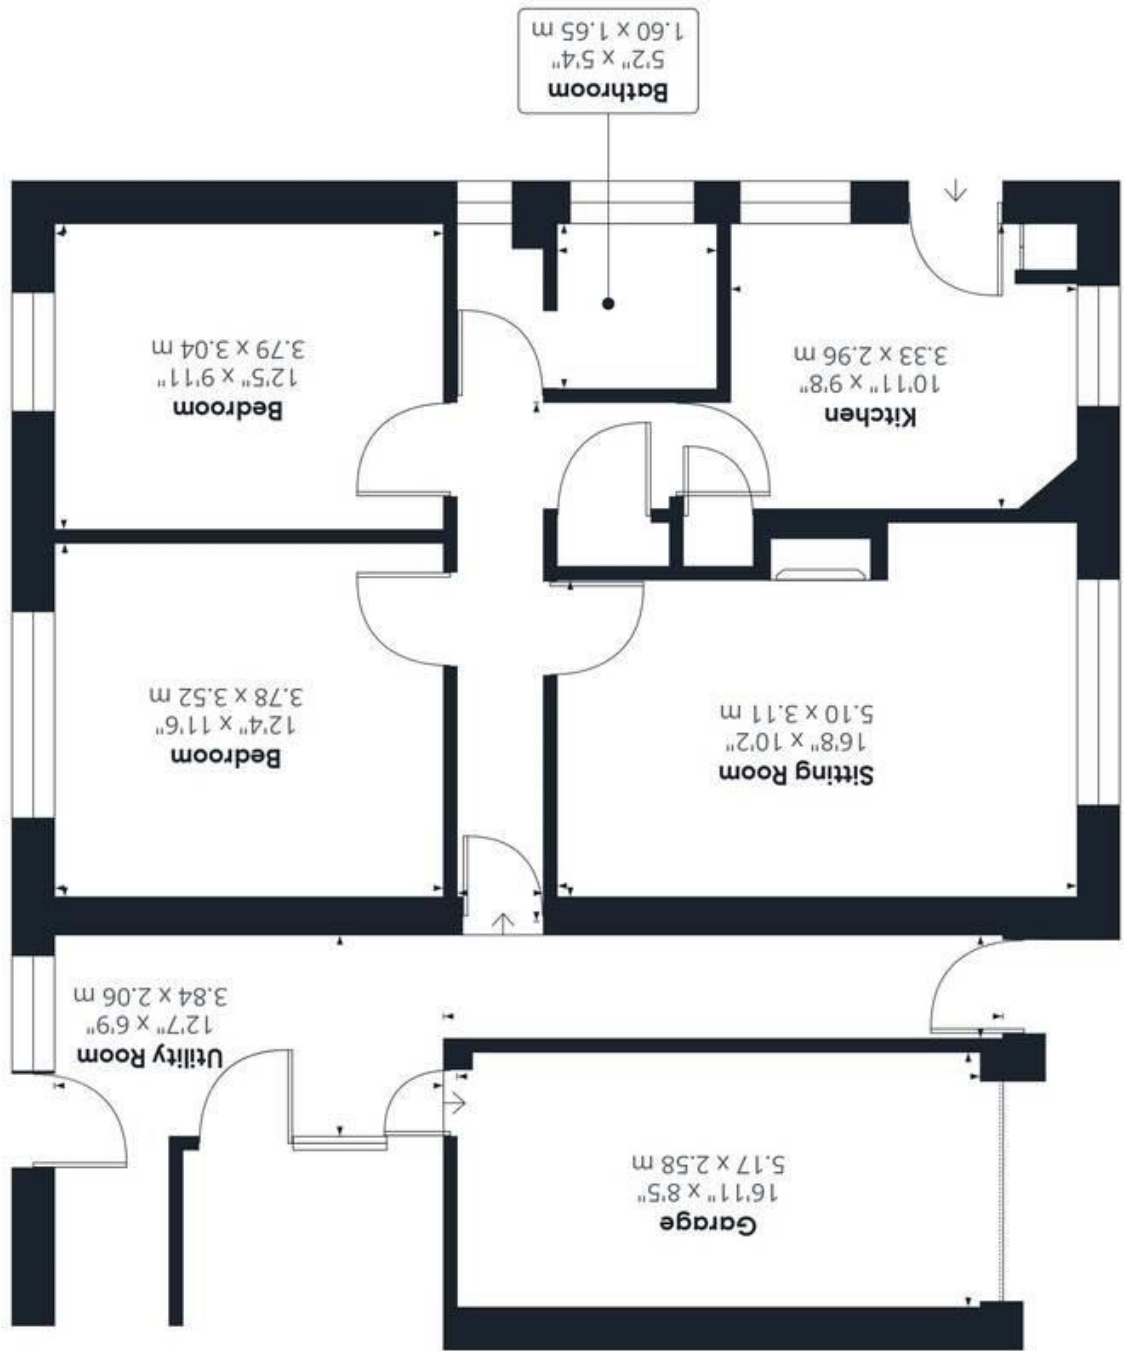 Garage
16'11" x 8'5"
5.17 x 2.58 m
Utility Room
12'7" x 6'9"
3.84 x 2.06 m
Sitting Room
16'8" x 10'2"
5.10 x 3.11 m
Bedroom
12'4" x 11'6"
3.78 x 3.52 m
Kitchen
10'11" x 9'8"
3.33 x 2.96 m
Bedroom
12'5" x 9'11"
3.79 x 3.04 m
Bathroom
5'2" x 5'4"
1.60 x 1.65 m